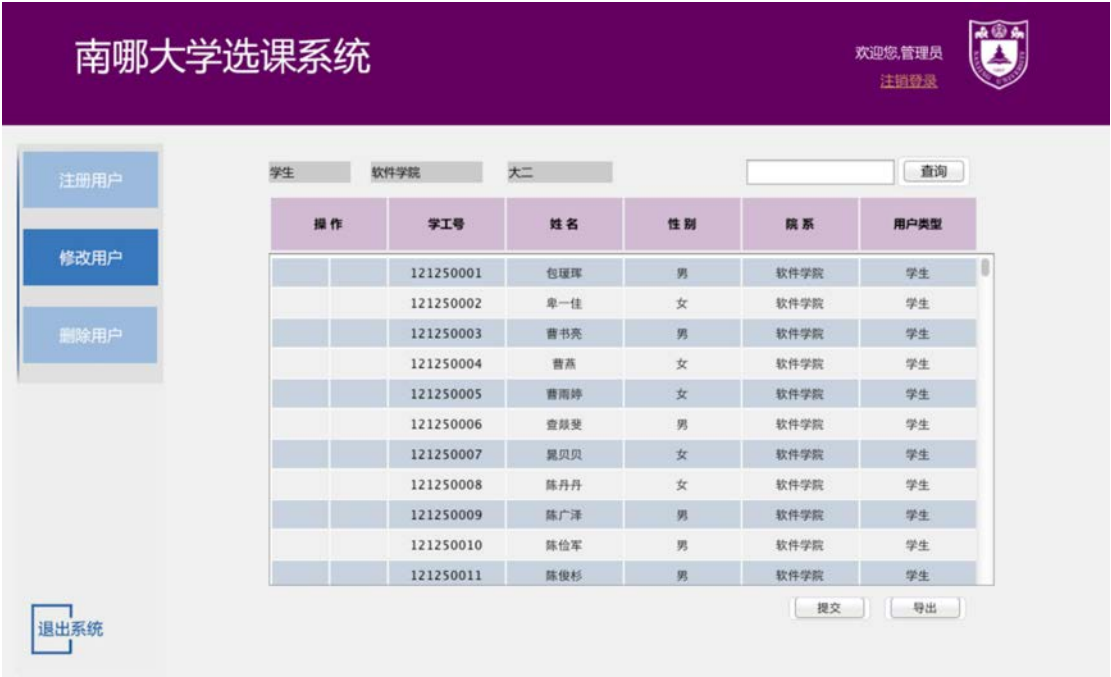 南哪大学选课系统
欢迎您,管理员
注销登录
注册用户
修改用户
删除用户
退出系统
学生 软件学院 大二 查询
操 作 学工号 姓 名 性 别 院 系 用户类型
121250001 包瑷珲 男 软件学院 学生
121250002 卑一佳 女 软件学院 学生
121250003 曹书亮 男 软件学院 学生
121250004 曹燕 女 软件学院 学生
121250005 曹雨婷 女 软件学院 学生
121250006 男 软件学院 学生
121250007 晁贝贝 女 软件学院 学生
121250008 陈丹丹 女 软件学院 学生
121250009 陈广泽 男 软件学院 学生
121250010 陈俭军 男 软件学院 学生
121250011 陈俊杉 男 软件学院 学生
提交 导出